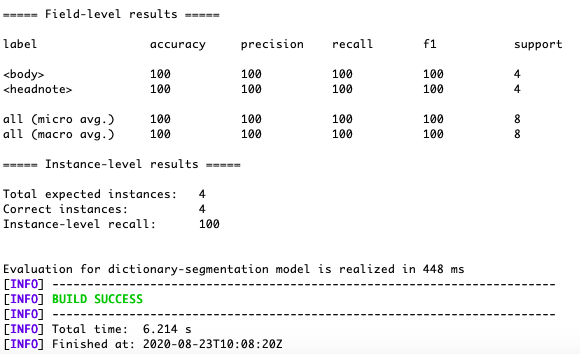 ===== Field-level results =====
label accuracy precision recall f1 support
<body> 100 100 100 100 4
<headnote> 100 100 100 100 4
all (micro avg.) 100 100 100 100 8
all (macro avg.) 100 100 100 100 8
===== Instance-level results =====
Total expected instances: 4
Correct instances: 4
Instance-level recall: 100
Evaluation for dictionary-segmentation model is realized in 448 ms
[INFO] ------------------------------------------------------------------------
[INFO] BUILD SUCCESS
[INFO] ------------------------------------------------------------------------
[INFO] Total time: 6.214 s
[INFO] Finished at: 2020-08-23T10:08:20Z